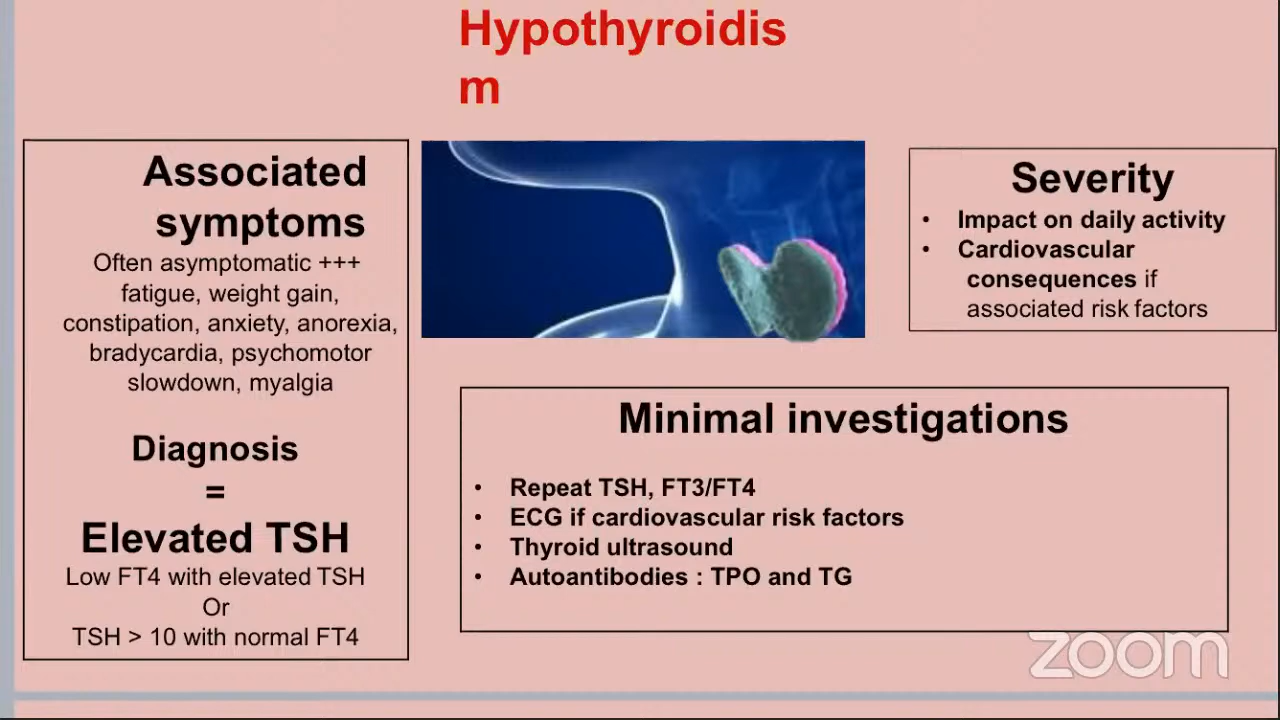 Hypothyroidis
m
Associated
symptoms
Often asymptomatic +++
fatigue, weight gain,
constipation, anxiety, anorexia,
bradycardia, psychomotor
slowdown, myalgia
Diagnosis
=
Elevated TSH
Low FT4 with elevated TSH
Or
TSH > 10 with normal FT4
Severity
• Impact on daily activity
• Cardiovascular
consequences if
associated risk factors
Minimal investigations
• Repeat TSH, FT3/FT4
• ECG if cardiovascular risk factors
• Thyroid ultrasound
• Autoantibodies : TPO and TG
zoom